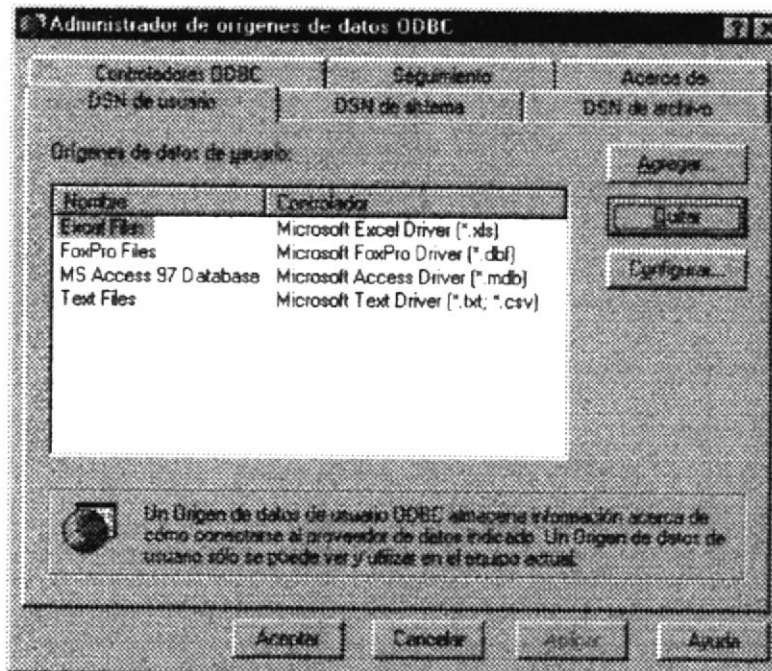 Administrador de orígenes de datos ODBC
Controladores ODBC Seguimiento Acerca de
DSN de usuario DSN de sistema DSN de archivo
Orígenes de datos de usuario:
Agregar...
Nombre Controlador
Quitar
Excel Files Microsoft Excel Driver (*.xls)
FoxPro Files Microsoft FoxPro Driver (*.dbf)
Configurar...
MS Access 97 Database Microsoft Access Driver (*.mdb)
Text Files Microsoft Text Driver (*.txt; *.csv)
Un Origen de datos de usuario ODBC almacena información acerca de
cómo conectarse al proveedor de datos indicado. Un Origen de datos de
usuario sólo se puede ver y utilizar en el equipo actual.
Aceptar Cancelar Aplicar Ayuda